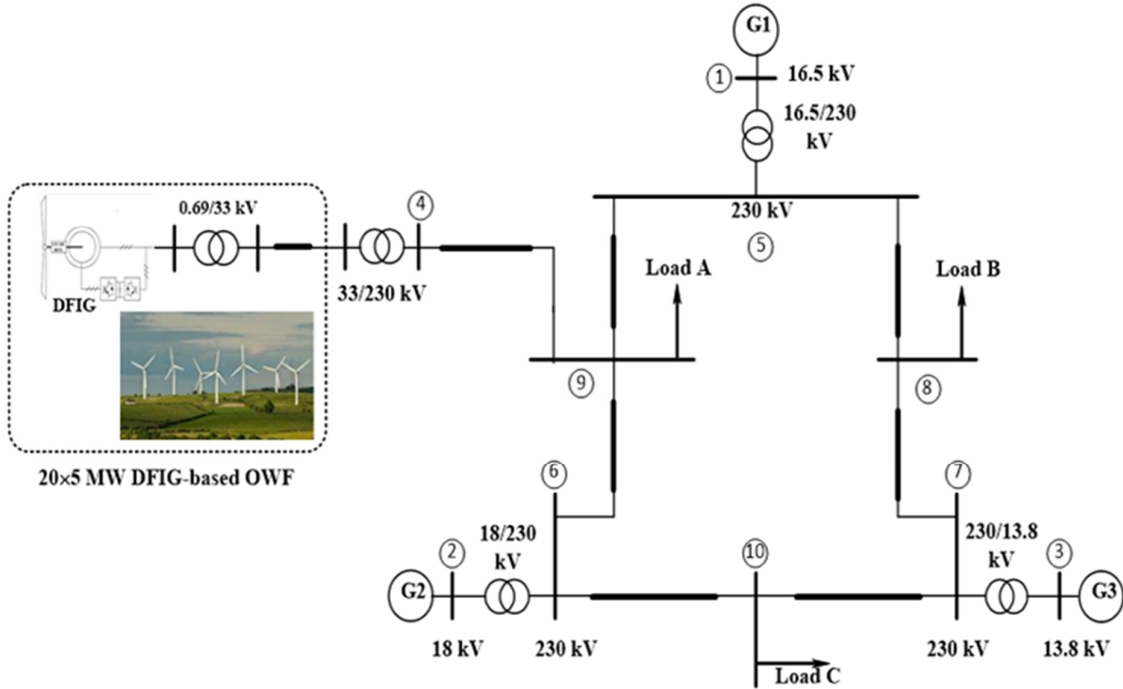 G1
1
16.5 kV
16.5/230
kV
230 kV
5
0.69/33 kV
4
33/230 kV
DFIG
Load A
Load B
9
8
20×5 MW DFIG-based OWF
6
7
18/230
kV
230/13.8
kV
2
10
3
G2
G3
18 kV
230 kV
230 kV
13.8 kV
Load C